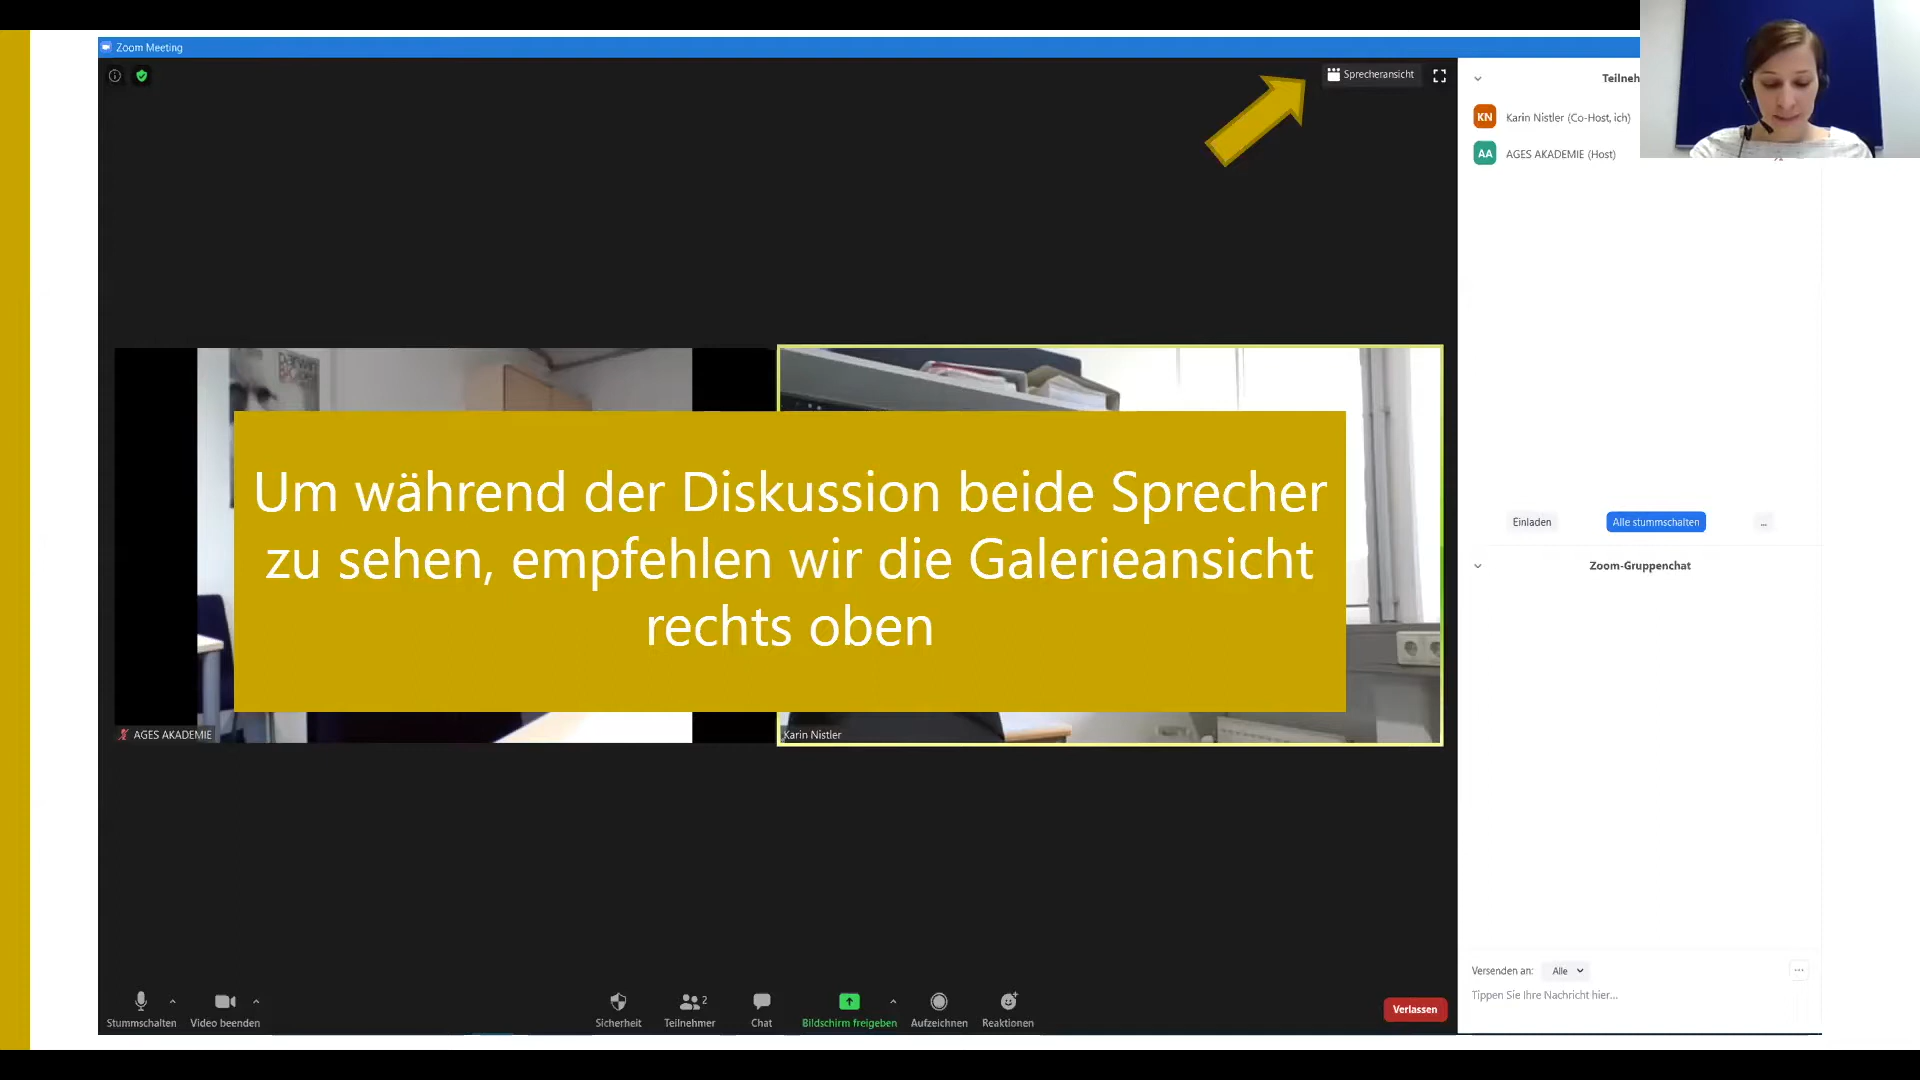 Zoom Meeting
Sprecheransicht
KN Karin Nistler (Co-Host, ich)
AA AGES AKADEMIE (Host)
Um während der Diskussion beide Sprecher
zu sehen, empfehlen wir die Galerieansicht
rechts oben
AGES AKADEMIE
Karin Nistler
Einladen
Alle stummschalten
...
Zoom-Gruppenchat
Versenden an: Alle
...
Tippen Sie Ihre Nachricht hier...
Stummschalten
Video beenden
Sicherheit
2
Teilnehmer
Chat
Bildschirm freigeben
Aufzeichnen
Reaktionen
Verlassen